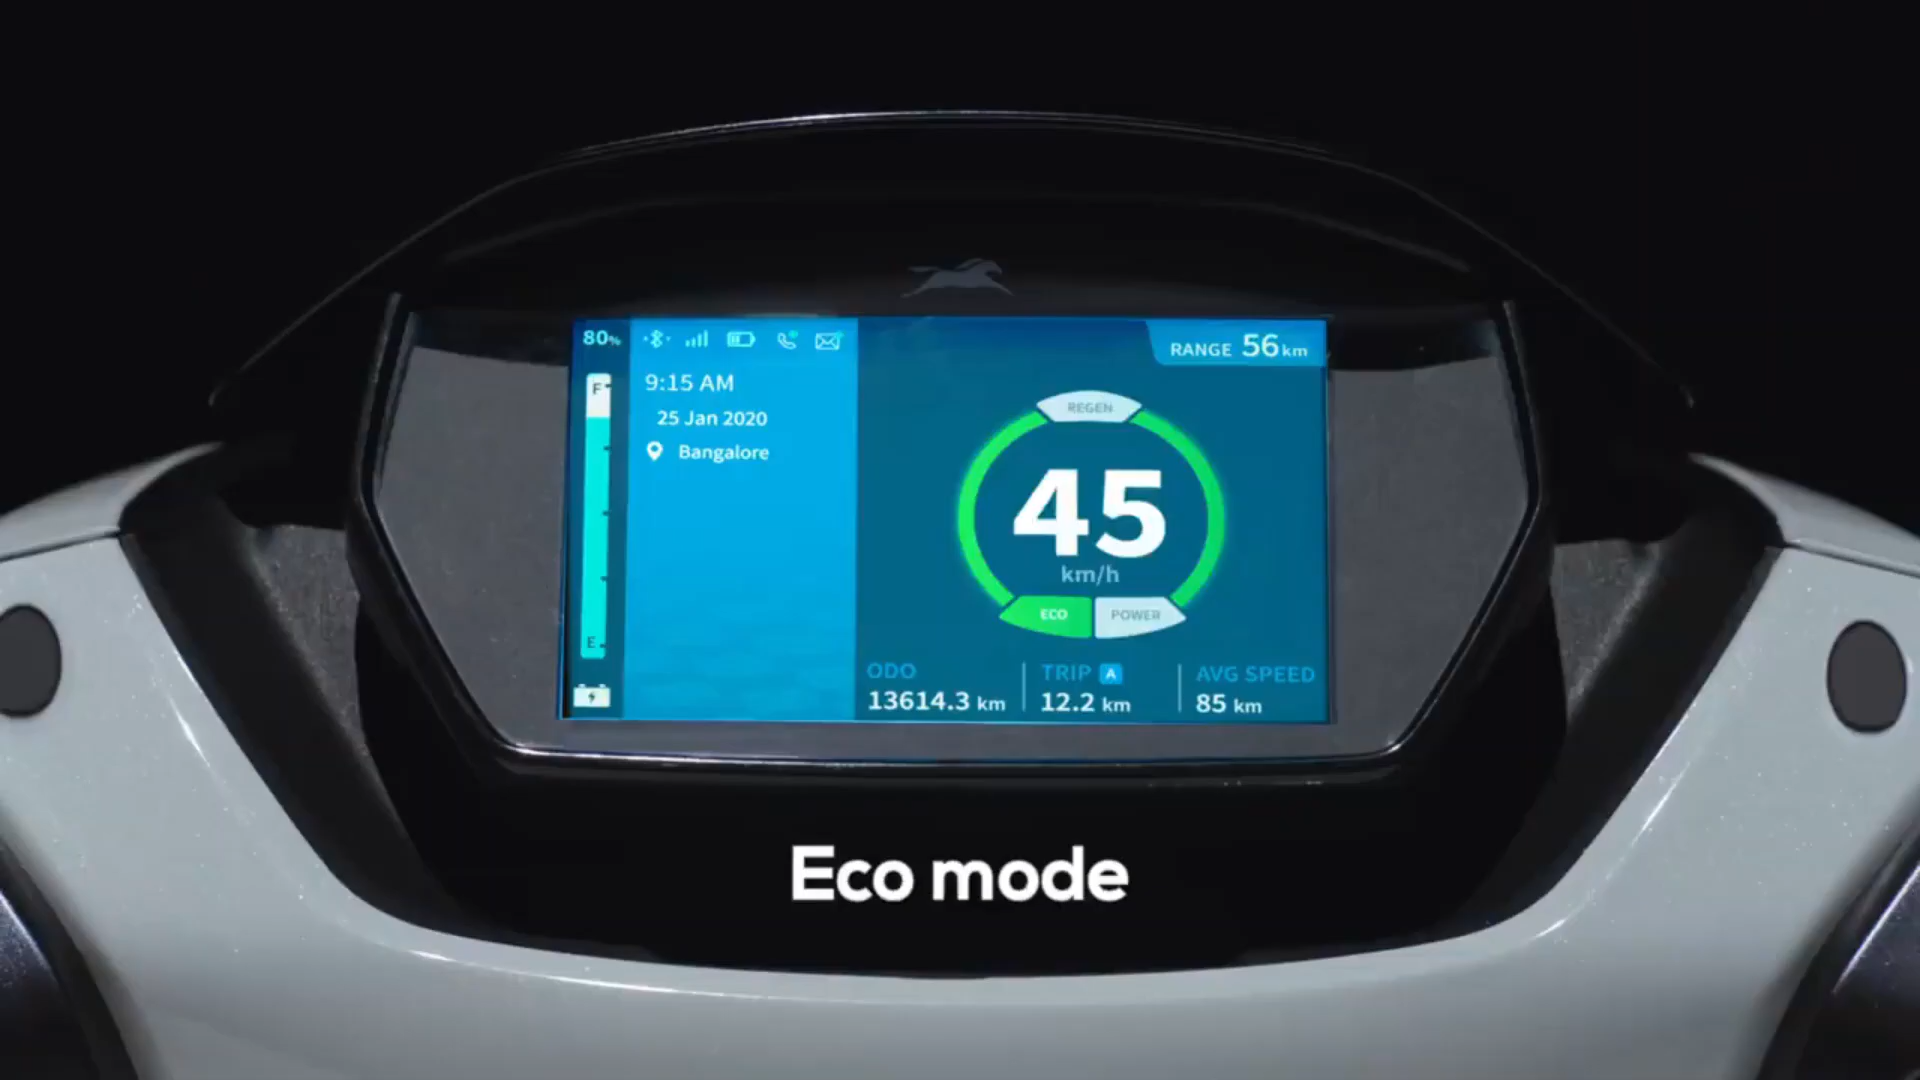 80%
F
E
9:15 AM
25 Jan 2020
Bangalore
RANGE 56 km
REGEN
45
km/h
ECO
POWER
ODO
13614.3 km
TRIP A
12.2 km
AVG SPEED
85 km
Eco mode